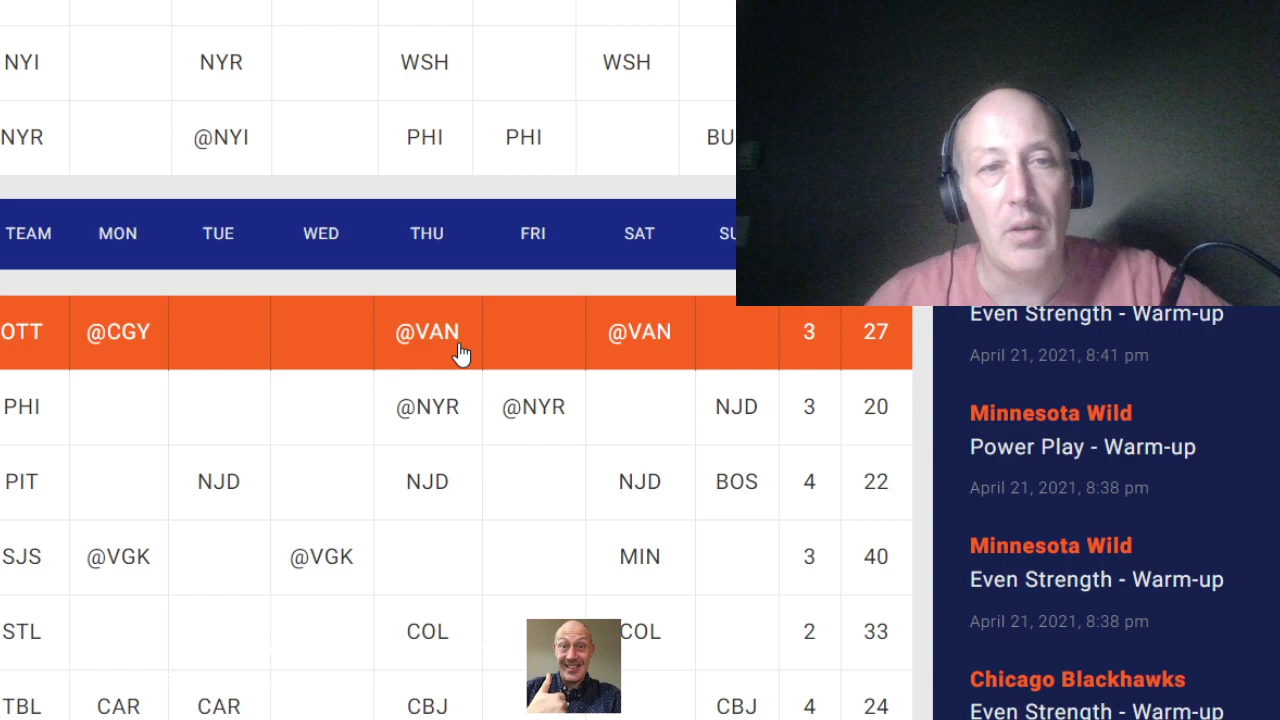 NYI NYR WSH WSH
NYR @NYI PHI PHI BU
TEAM MON TUE WED THU FRI SAT SU
OTT @CGY @VAN @VAN 3 27
PHI @NYR @NYR NJD 3 20
PIT NJD NJD NJD BOS 4 22
SJS @VGK @VGK MIN 3 40
STL COL COL 2 33
TBL CAR CAR CBJ CBJ 4 24
Even Strength - Warm-up
April 21, 2021, 8:41 pm
Minnesota Wild
Power Play - Warm-up
April 21, 2021, 8:38 pm
Minnesota Wild
Even Strength - Warm-up
April 21, 2021, 8:38 pm
Chicago Blackhawks
Even Strength - Warm-up